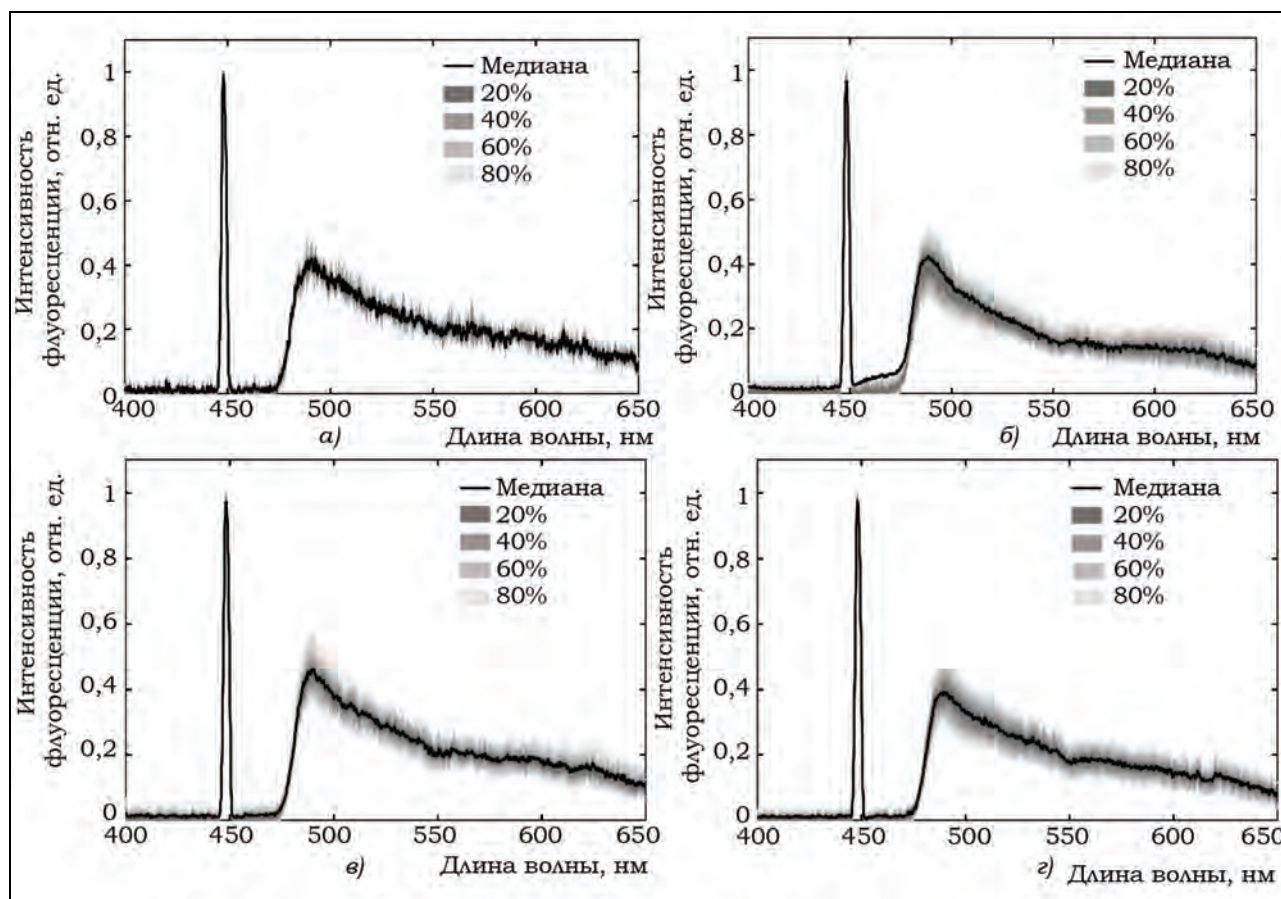 Интенсивность
флуоресценции, отн. ед.
1
0,8
0,6
0,4
0,2
0
Медиана
20%
40%
60%
80%
400 450 500 550 600 650
а) Длина волны, нм
Интенсивность
флуоресценции, отн. ед.
1
0,8
0,6
0,4
0,2
0
Медиана
20%
40%
60%
80%
400 450 500 550 600 650
б) Длина волны, нм
Интенсивность
флуоресценции, отн. ед.
1
0,8
0,6
0,4
0,2
0
Медиана
20%
40%
60%
80%
400 450 500 550 600 650
в) Длина волны, нм
Интенсивность
флуоресценции, отн. ед.
1
0,8
0,6
0,4
0,2
0
Медиана
20%
40%
60%
80%
400 450 500 550 600 650
г) Длина волны, нм